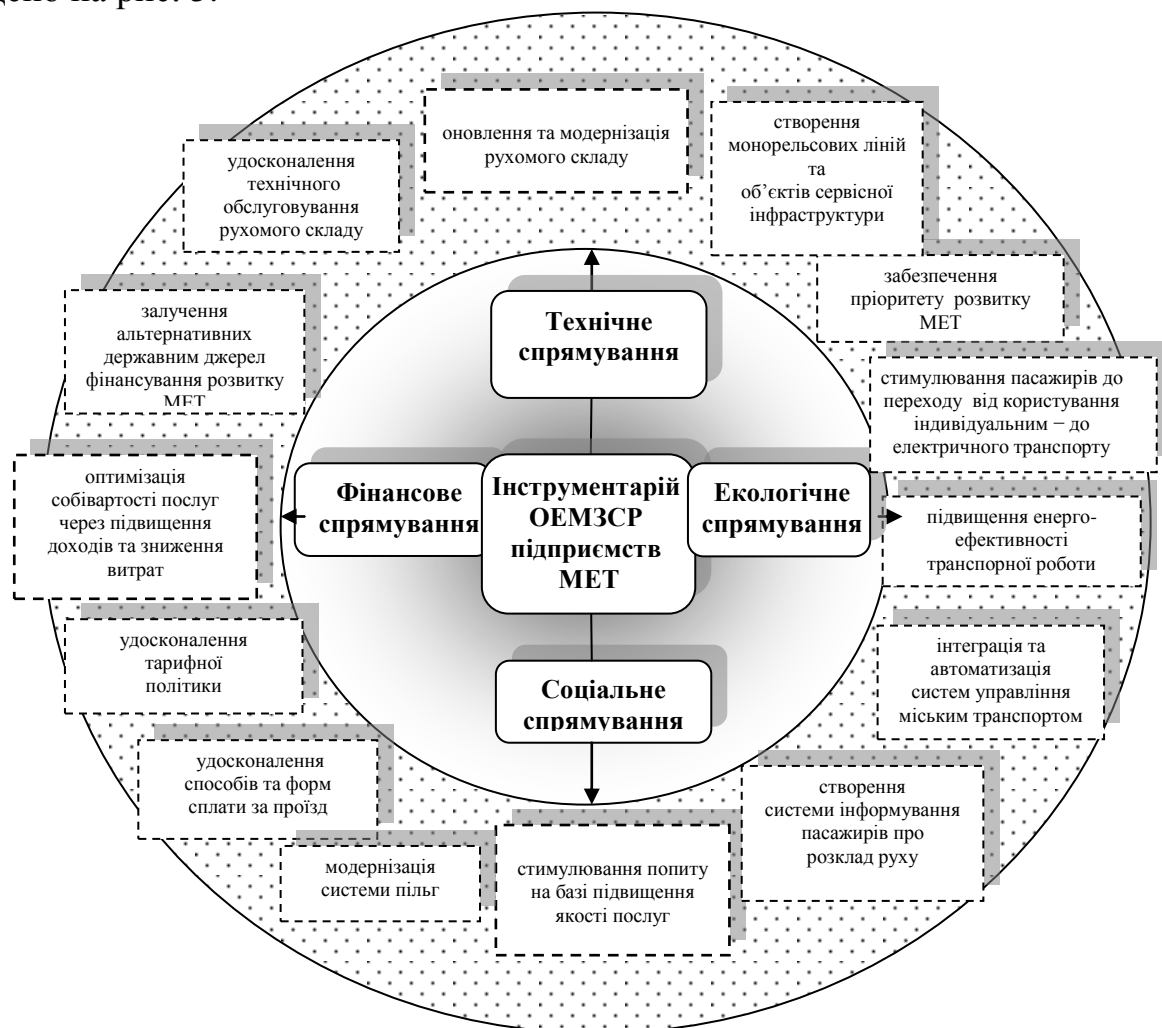 на рис. 5.
оновлення та модернізація
рухомого складу
створення
монорельсових ліній
та
об’єктів сервісної
інфраструктури
удосконалення
технічного
обслуговування
рухомого складу
забезпечення
пріоритету розвитку
МЕТ
залучення
альтернативних
державним джерел
фінансування розвитку
МЕТ
Технічне
спрямування
стимулювання пасажирів до
переходу від користування
індивідуальним − до
електричного транспорту
оптимізація
собівартості послуг
через підвищення
доходів та зниження
витрат
Фінансове
спрямування
Інструментарій
ОЕМЗСР
підприємств
МЕТ
Екологічне
спрямування
підвищення енерго-
ефективності
транспорної роботи
удосконалення
тарифної
політики
Соціальне
спрямування
інтеграція та
автоматизація
систем управління
міським транспортом
удосконалення
способів та форм
сплати за проїзд
створення
системи інформування
пасажирів про
розклад руху
модернізація
системи пільг
стимулювання попиту
на базі підвищення
якості послуг